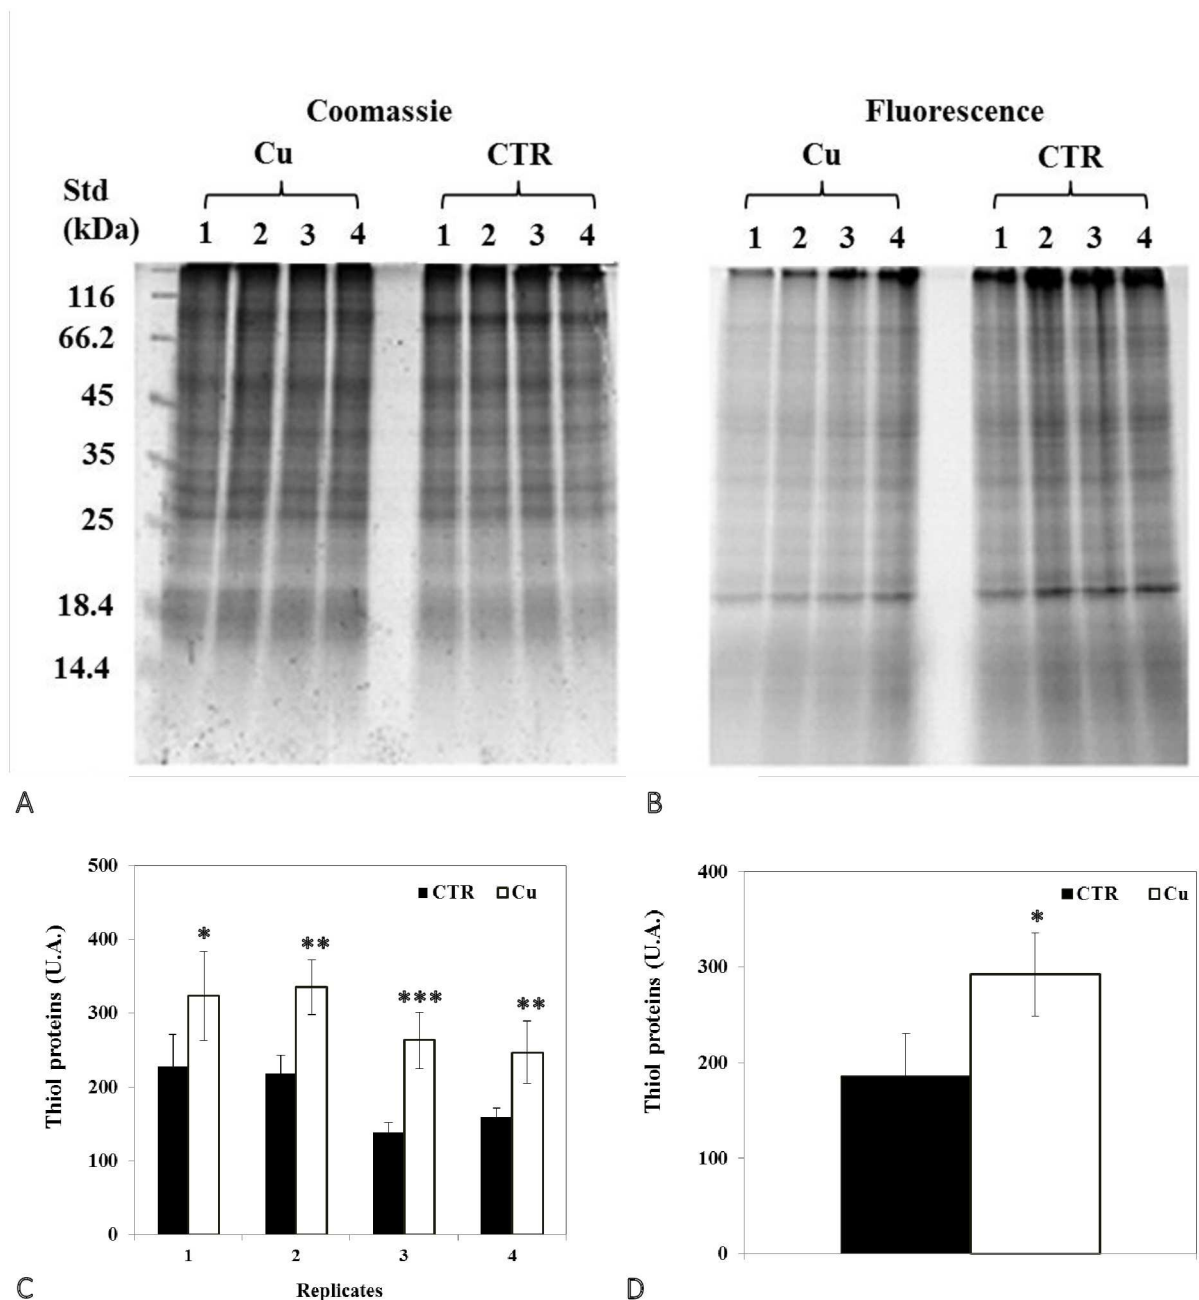 Coomassie
Fluorescence
Cu
CTR
Cu
CTR
Std
(kDa)
1 2 3 4
1 2 3 4
1 2 3 4
1 2 3 4
116
66.2
45
35
25
18.4
14.4
A
B
500
400
300
200
100
0
Thiol proteins (U.A.)
CTR Cu
*
**
***
**
1 2 3 4
Replicates
C
400
300
200
100
0
Thiol proteins (U.A.)
CTR Cu
*
D